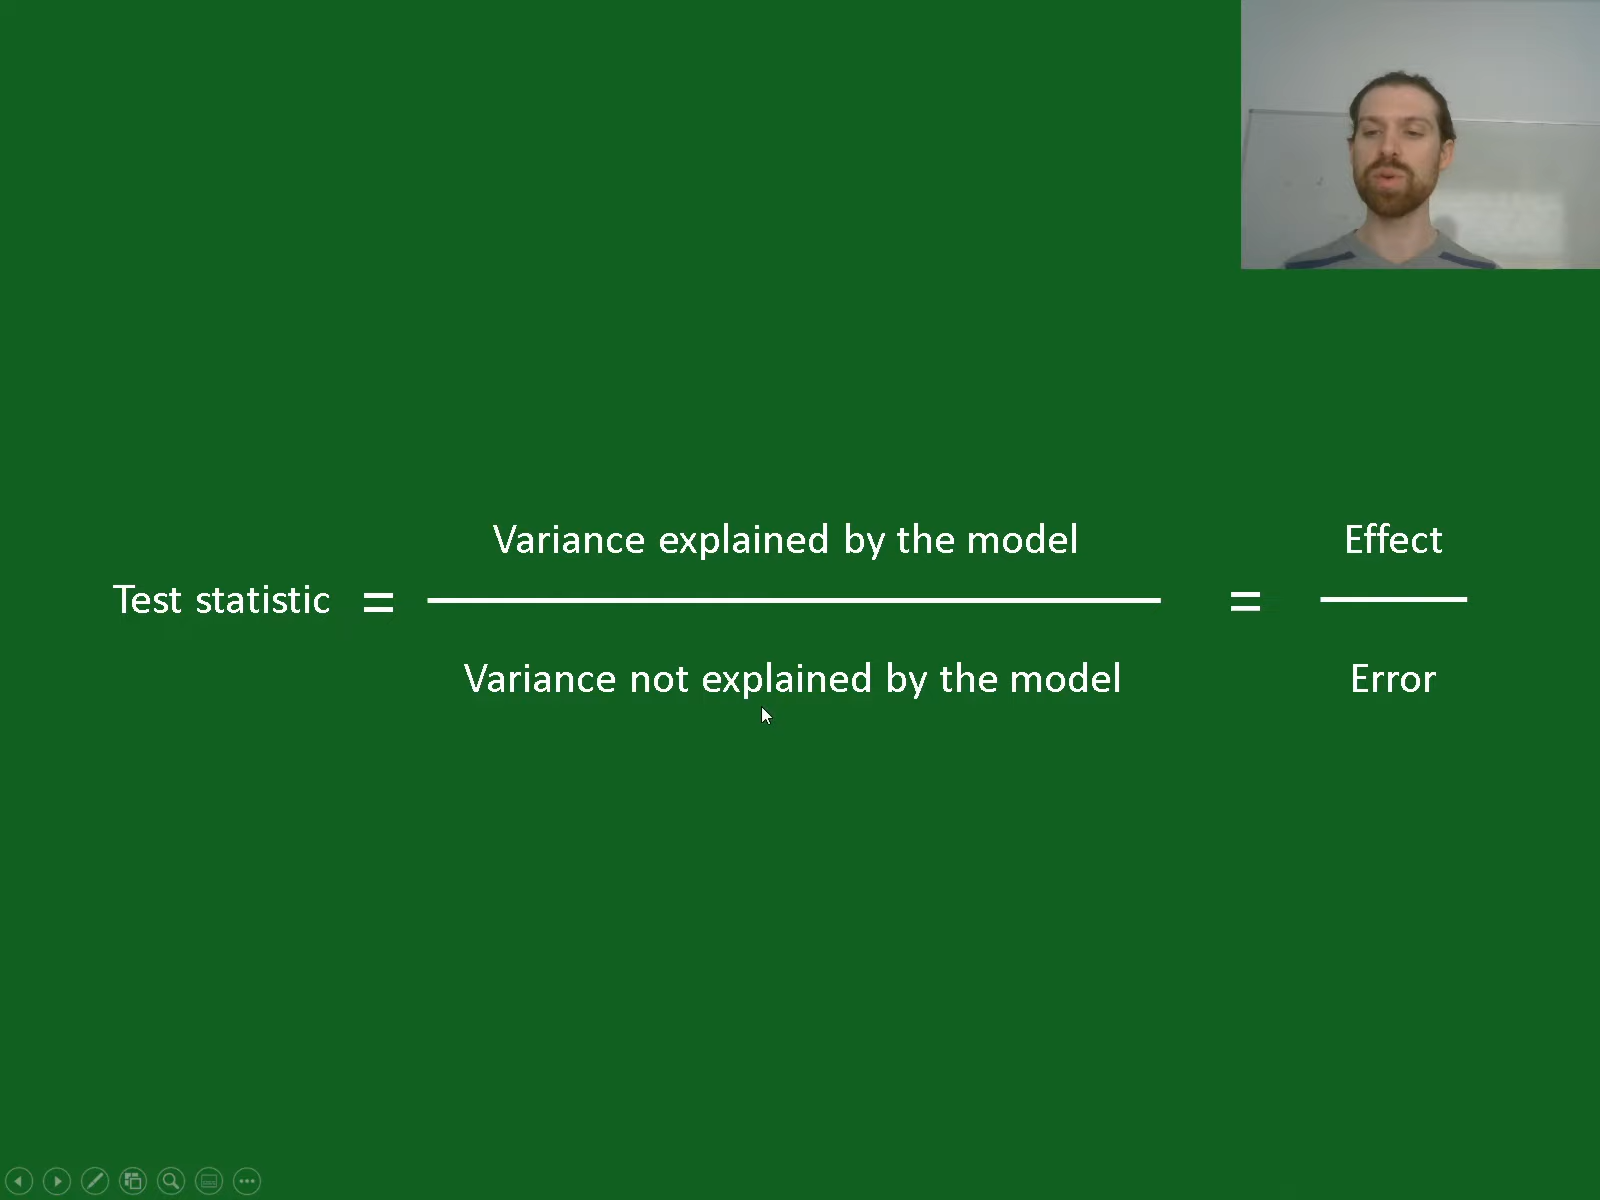 Variance explained by the model
Effect
Test statistic = =
Variance not explained by the model
Error